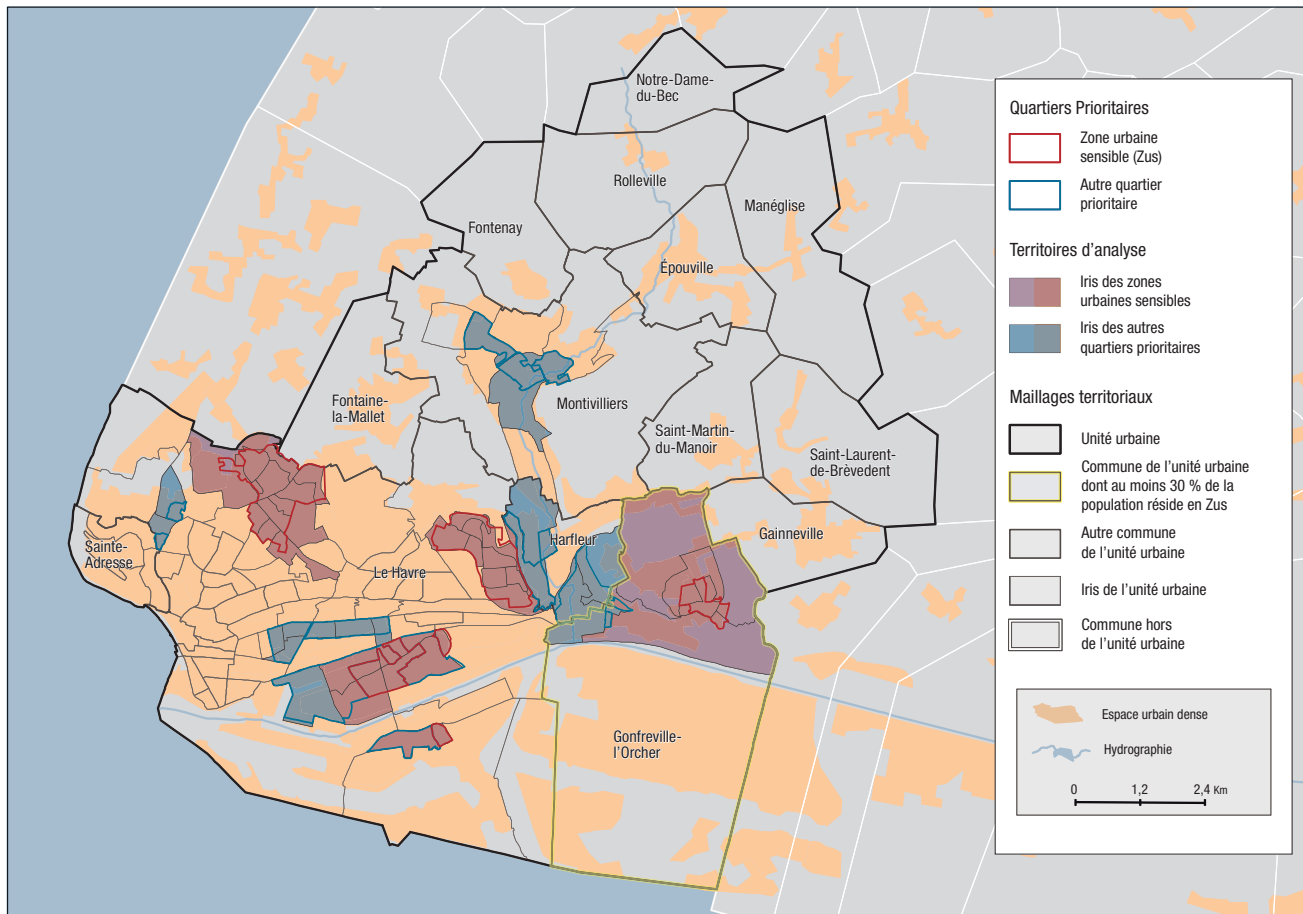 Notre-Dame-
du-Bec
Rolleville
Manéglise
Fontenay
Épouville
Fontaine-
la-Mallet
Montivilliers
Saint-Martin-
du-Manoir
Saint-Laurent-
de-Brèvedent
Sainte-
Adresse
Le Havre
Harfleur
Gainneville
Gonfreville-
l'Orcher
Quartiers Prioritaires
Zone urbaine
sensible (Zus)
Autre quartier
prioritaire
Territoires d'analyse
Iris des zones
urbaines sensibles
Iris des autres
quartiers prioritaires
Maillages territoriaux
Unité urbaine
Commune de l'unité urbaine
dont au moins 30 % de la
population réside en Zus
Autre commune
de l'unité urbaine
Iris de l'unité urbaine
Commune hors
de l'unité urbaine
Espace urbain dense
Hydrographie
0 1,2 2,4 Km